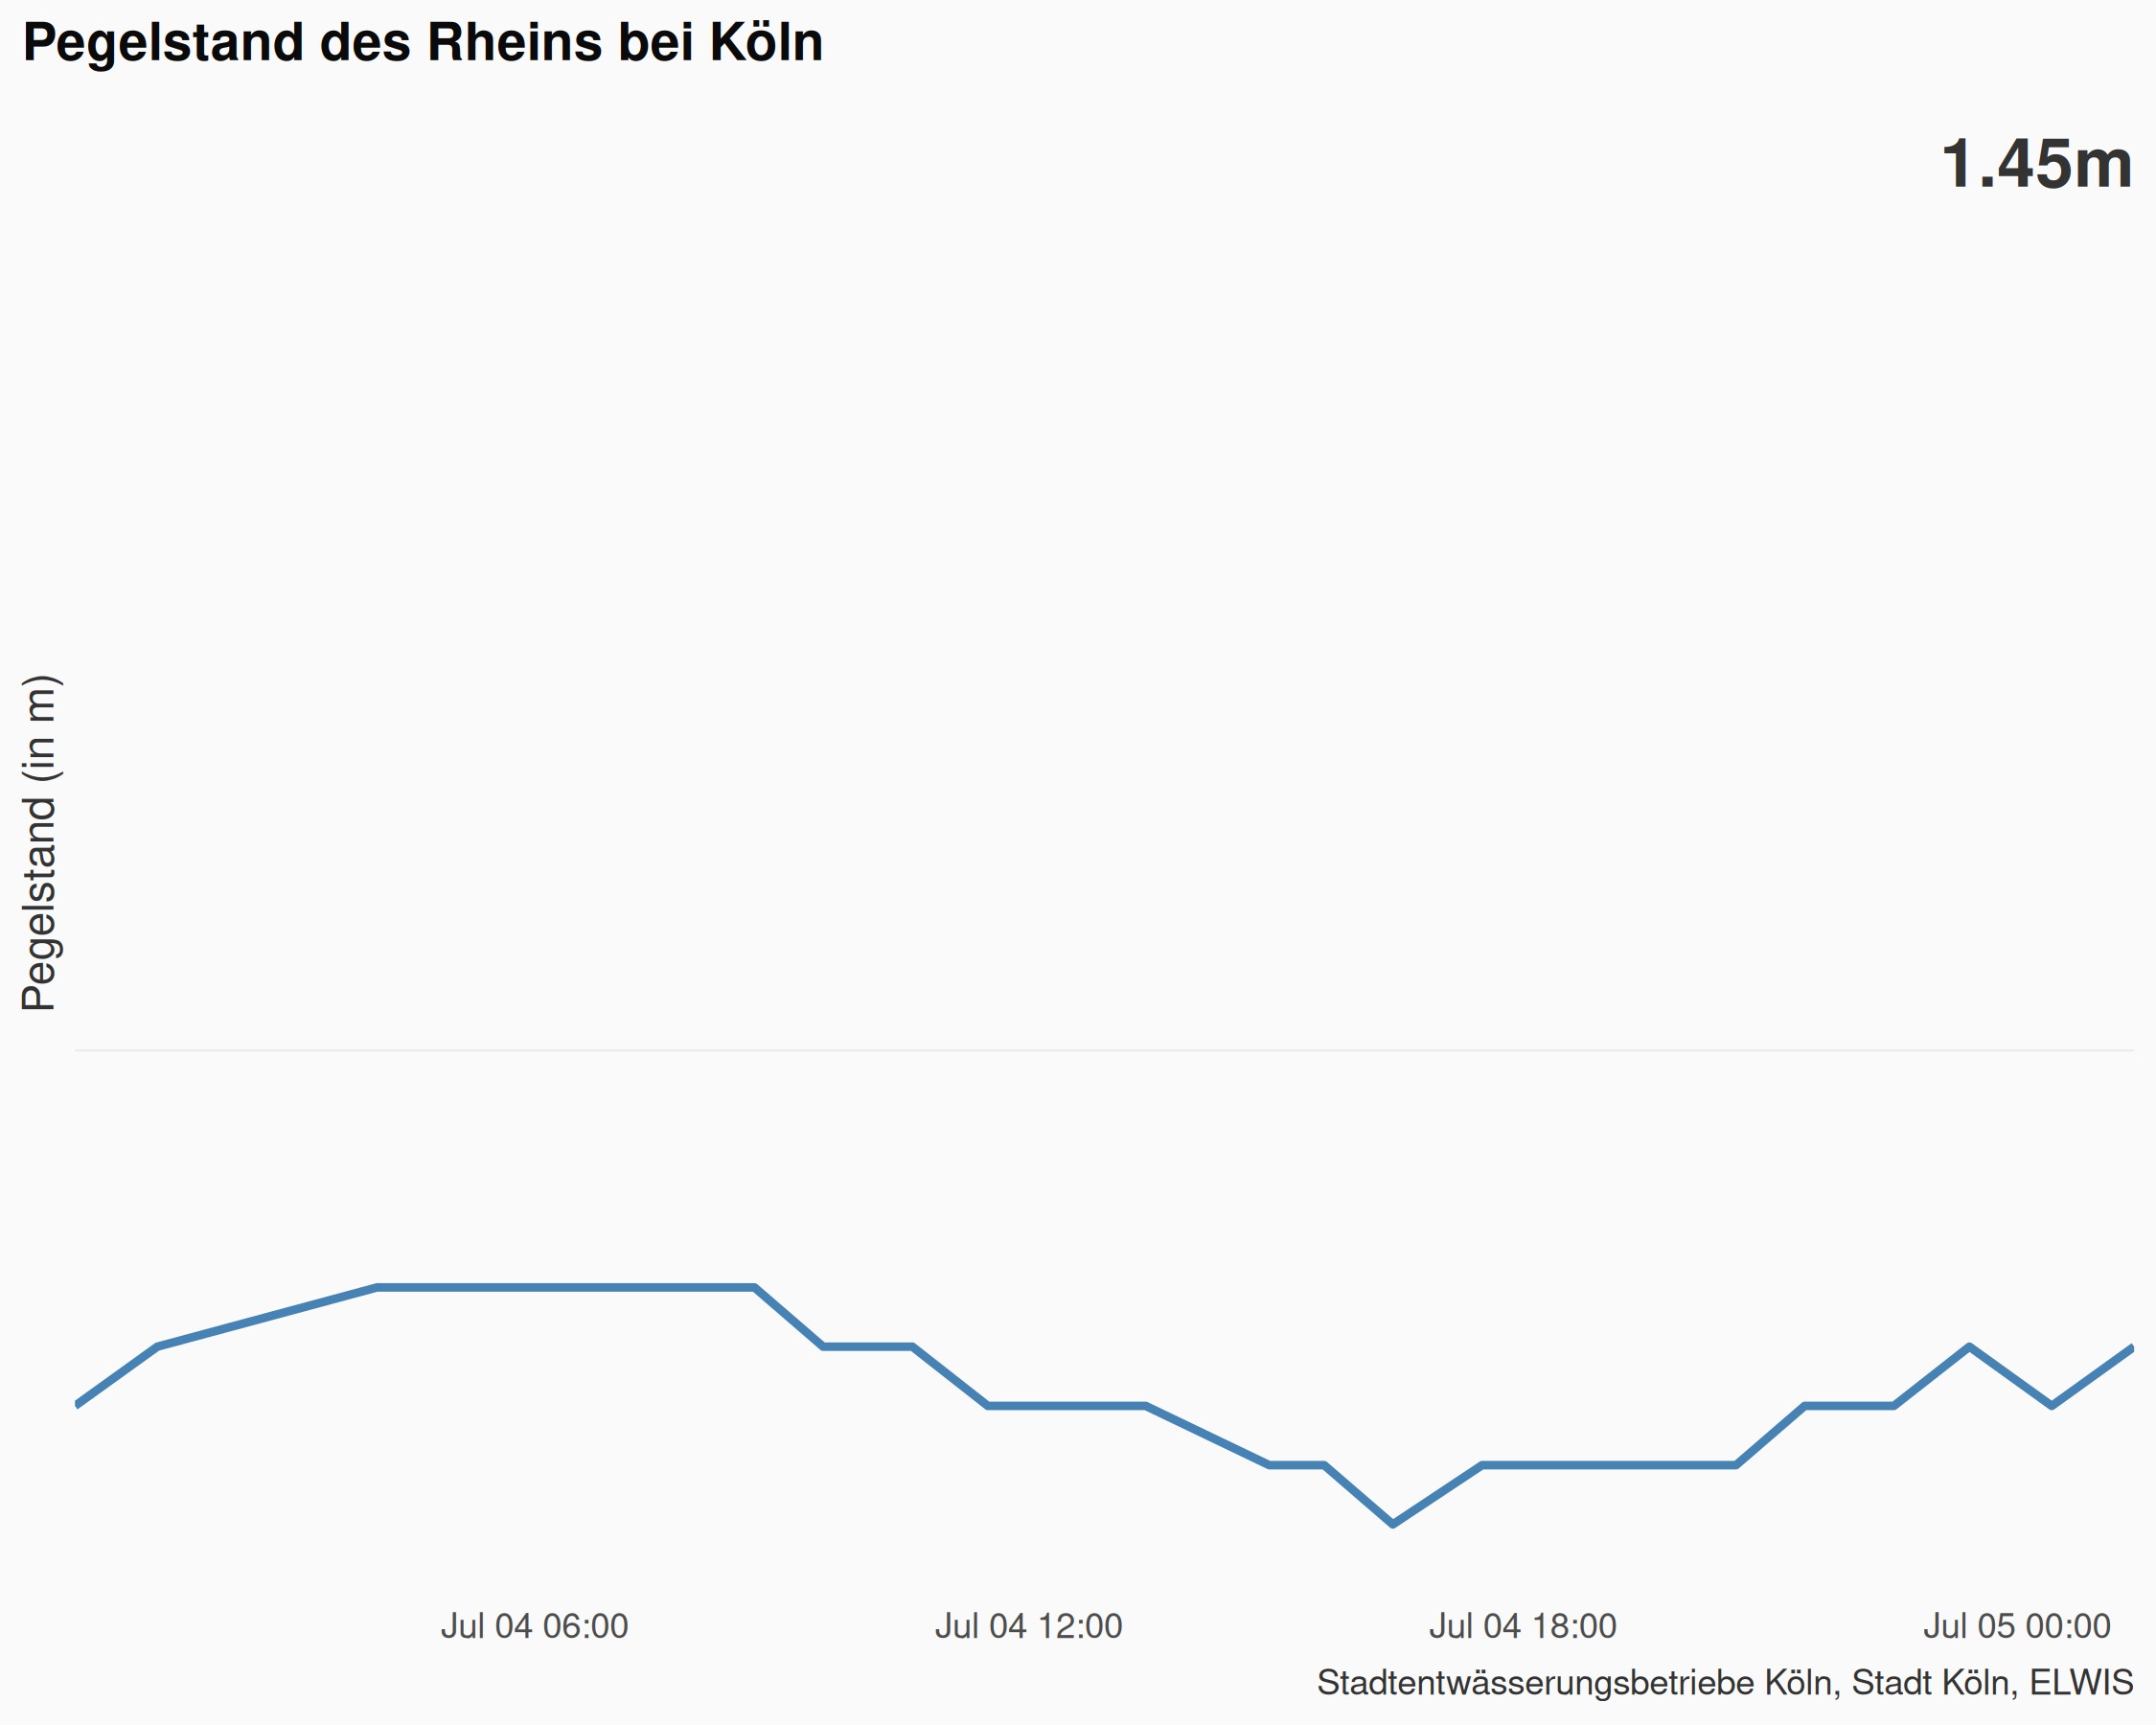 Pegelstand des Rheins bei Köln
1.45m
Pegelstand (in m)
Jul 04 06:00
Jul 04 12:00
Jul 04 18:00
Jul 05 00:00
Stadtentwässerungsbetriebe Köln, Stadt Köln, ELWIS